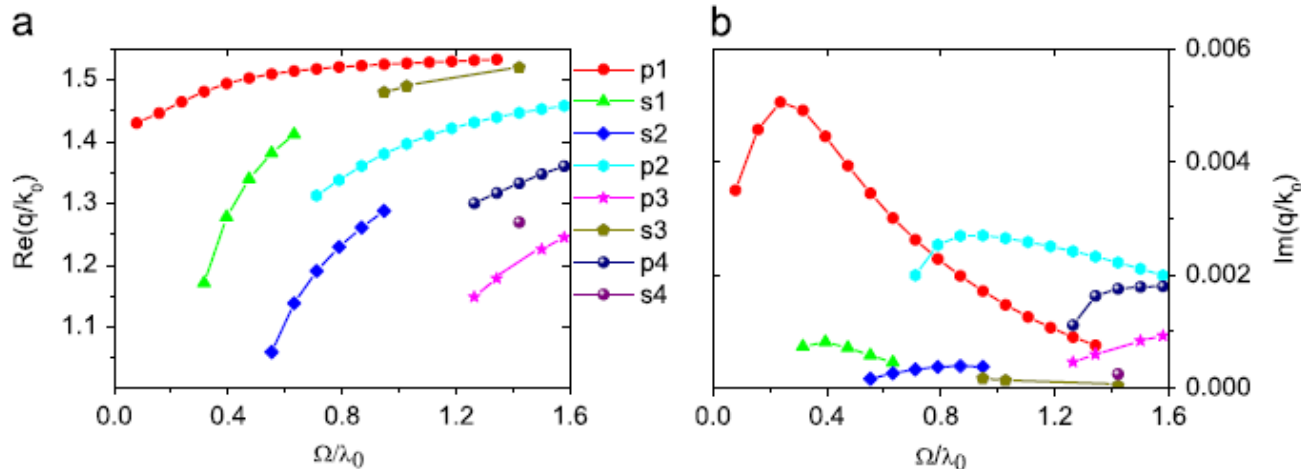 a
b
1.5
1.4
1.3
1.2
1.1
Re(q/k0)
0.0
0.4
0.8
1.2
1.6
Ω/λ0
p1
s1
s2
p2
p3
s3
p4
s4
0.006
0.004
0.002
0.000
Im(q/k0)
0.0
0.4
0.8
1.2
1.6
Ω/λ0